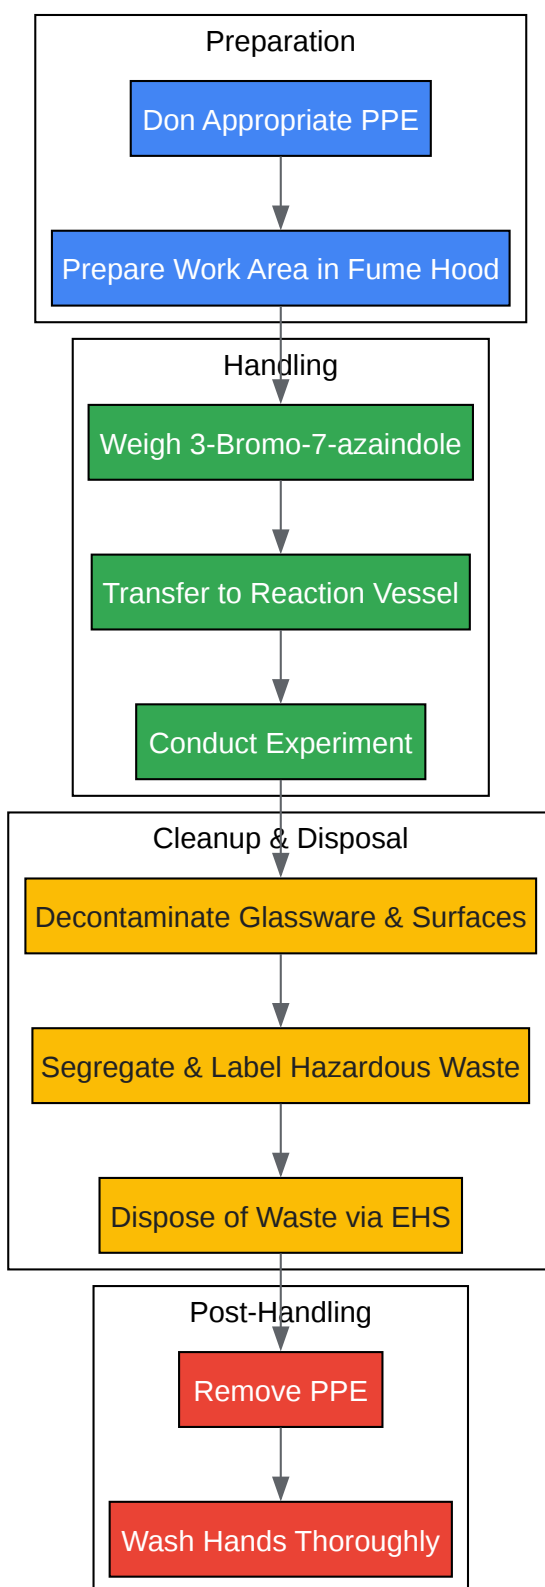 Preparation
Don Appropriate PPE
Prepare Work Area in Fume Hood
Handling
Weigh 3-Bromo-7-azaindole
Transfer to Reaction Vessel
Conduct Experiment
Cleanup & Disposal
Decontaminate Glassware & Surfaces
Segregate & Label Hazardous Waste
Dispose of Waste via EHS
Post-Handling
Remove PPE
Wash Hands Thoroughly